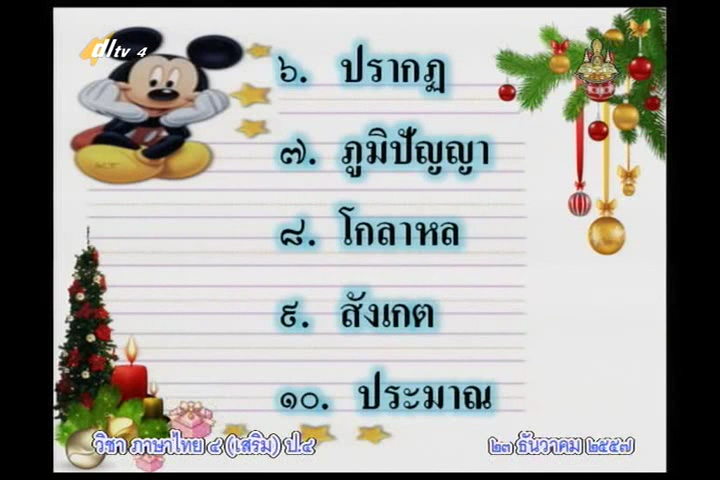 dltv 4
๖. ปรากฏ
๗. ภูมิปัญญา
๘. โกลาหล
๙. สังเกต
๑๐. ประมาณ
วิชา ภาษาไทย ๔ (เสริม) ป.๔
๒๓ ธันวาคม ๒๕๕๗